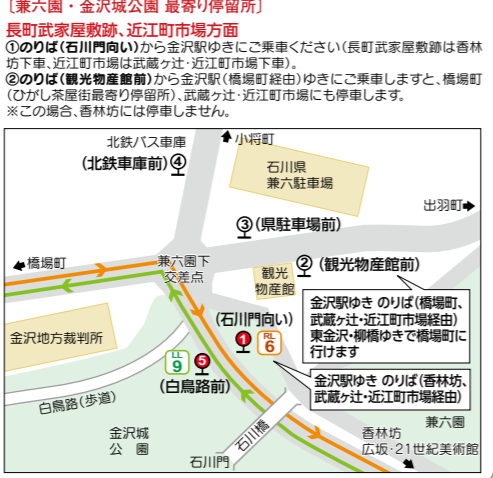 ［兼六園・金沢城公園 最寄り停留所］
長町武家屋敷跡、近江町市場方面
①のりば(石川門向い)から金沢駅ゆきにご乗車ください(長町武家屋敷跡は香林
坊下車、近江町市場は武蔵ヶ辻・近江町市場下車)。
②のりば(観光物産館前)から金沢駅(橋場町経由)ゆきにご乗車しますと、橋場町
(ひがし茶屋街最寄り停留所)、武蔵ヶ辻・近江町市場にも停車します。
※この場合、香林坊には停車しません。
北鉄バス車庫
小将町
(北鉄車庫前)④
石川県
兼六駐車場
出羽町
③(県駐車場前)
橋場町
兼六園下
交差点
②(観光物産館前)
観光
物産館
金沢駅ゆき のりば(橋場町、
武蔵ヶ辻・近江町市場経由)
東金沢・柳橋ゆきで橋場町に
行けます
(石川門向い)
1
RL
6
金沢地方裁判所
LL
9
5
(白鳥路前)
金沢駅ゆき のりば(香林坊、
武蔵ヶ辻・近江町市場経由)
白鳥路(歩道)
兼六園
金沢城
公 園
石川橋
石川門
香林坊
広坂・21世紀美術館